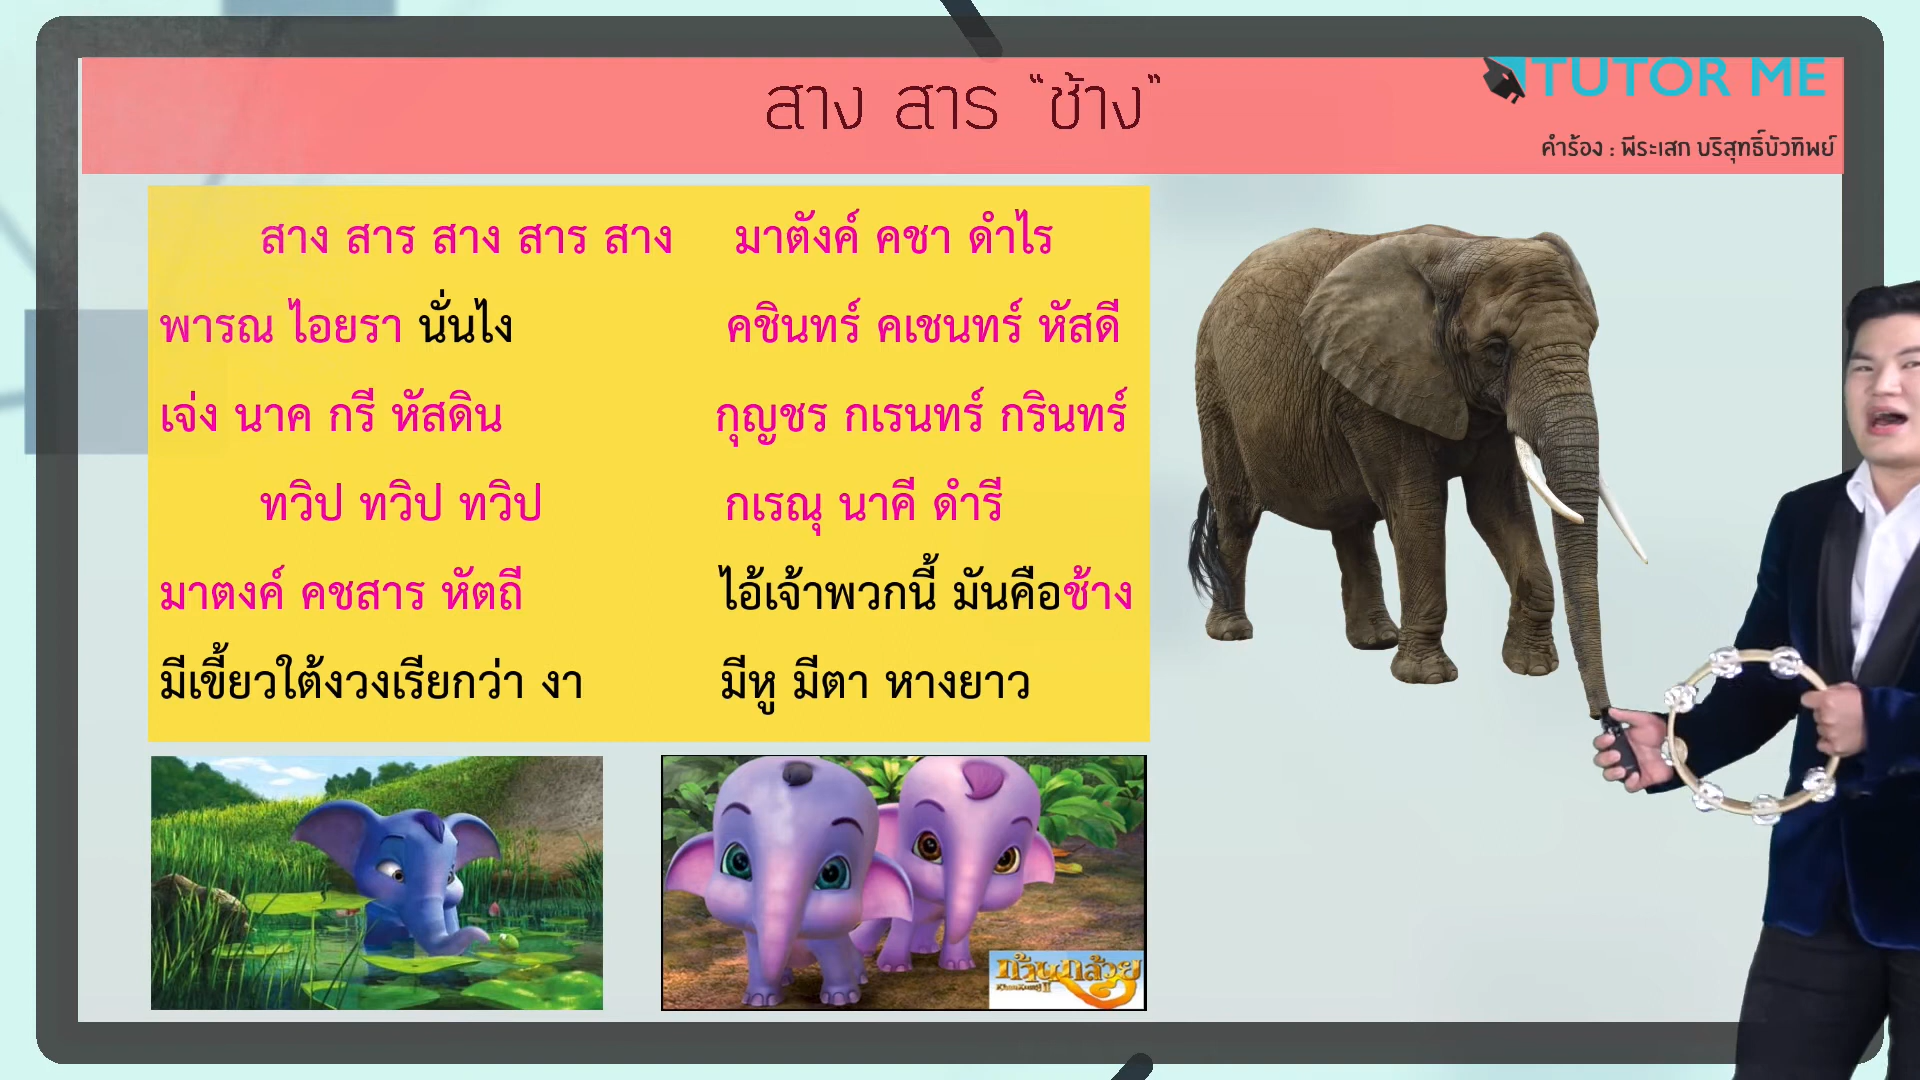 สาง สาร “ช้าง”
TUTOR ME
คำร้อง : พีระเสก บริสุทธิ์บัวทิพย์
สาง สาร สาง สาร สาง มาตังค์ คชา ดำไร
พารณ ไอยรา นั่นไง คชินทร์ คเชนทร์ หัสดี
เจ่ง นาค กรี หัสดิน กุญชร กเรนทร์ กรินทร์
ทวิป ทวิป ทวิป กเรณุ นาคี ดำรี
มาตงค์ คชสาร หัตถี ไอ้เจ้าพวกนี้ มันคือช้าง
มีเขี้ยวใต้งวงเรียกว่า งา มีหู มีตา หางยาว
ก้านกล้วย